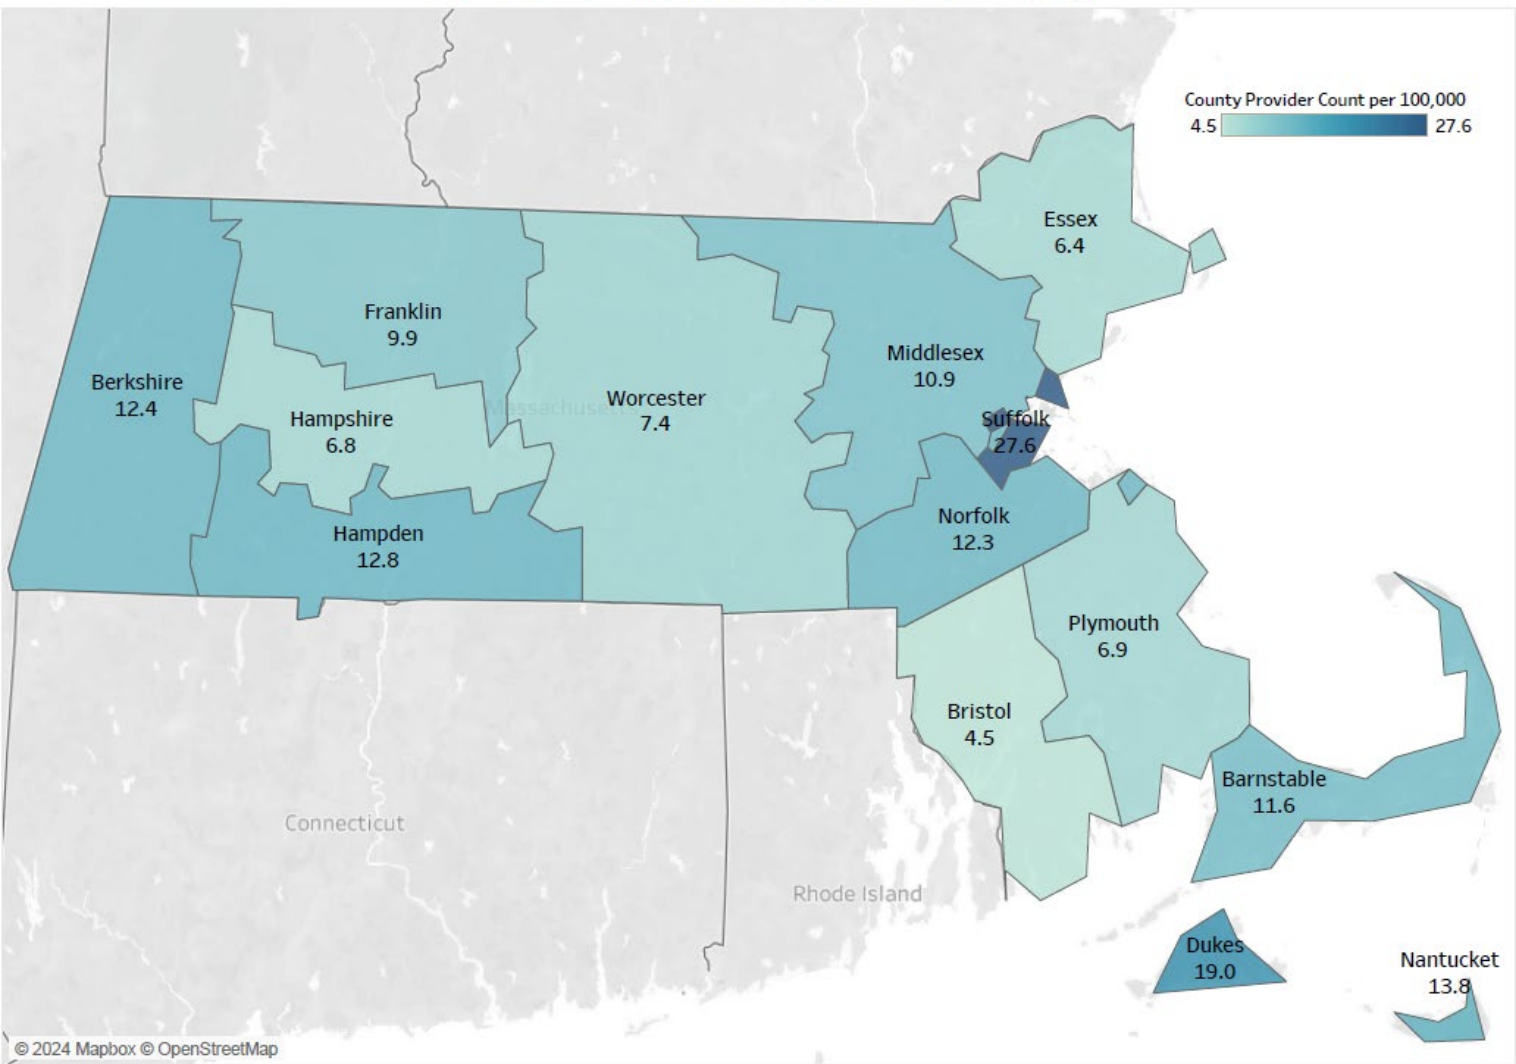 County Provider Count per 100,000
4.5 27.6
Essex
6.4
Franklin
9.9
Middlesex
10.9
Berkshire
12.4
Massachusetts
Worcester
7.4
Hampshire
6.8
Suffolk
27.6
Norfolk
12.3
Hampden
12.8
Plymouth
6.9
Bristol
4.5
Barnstable
11.6
Connecticut
Rhode Island
Dukes
19.0
Nantucket
13.8
© 2024 Mapbox © OpenStreetMap